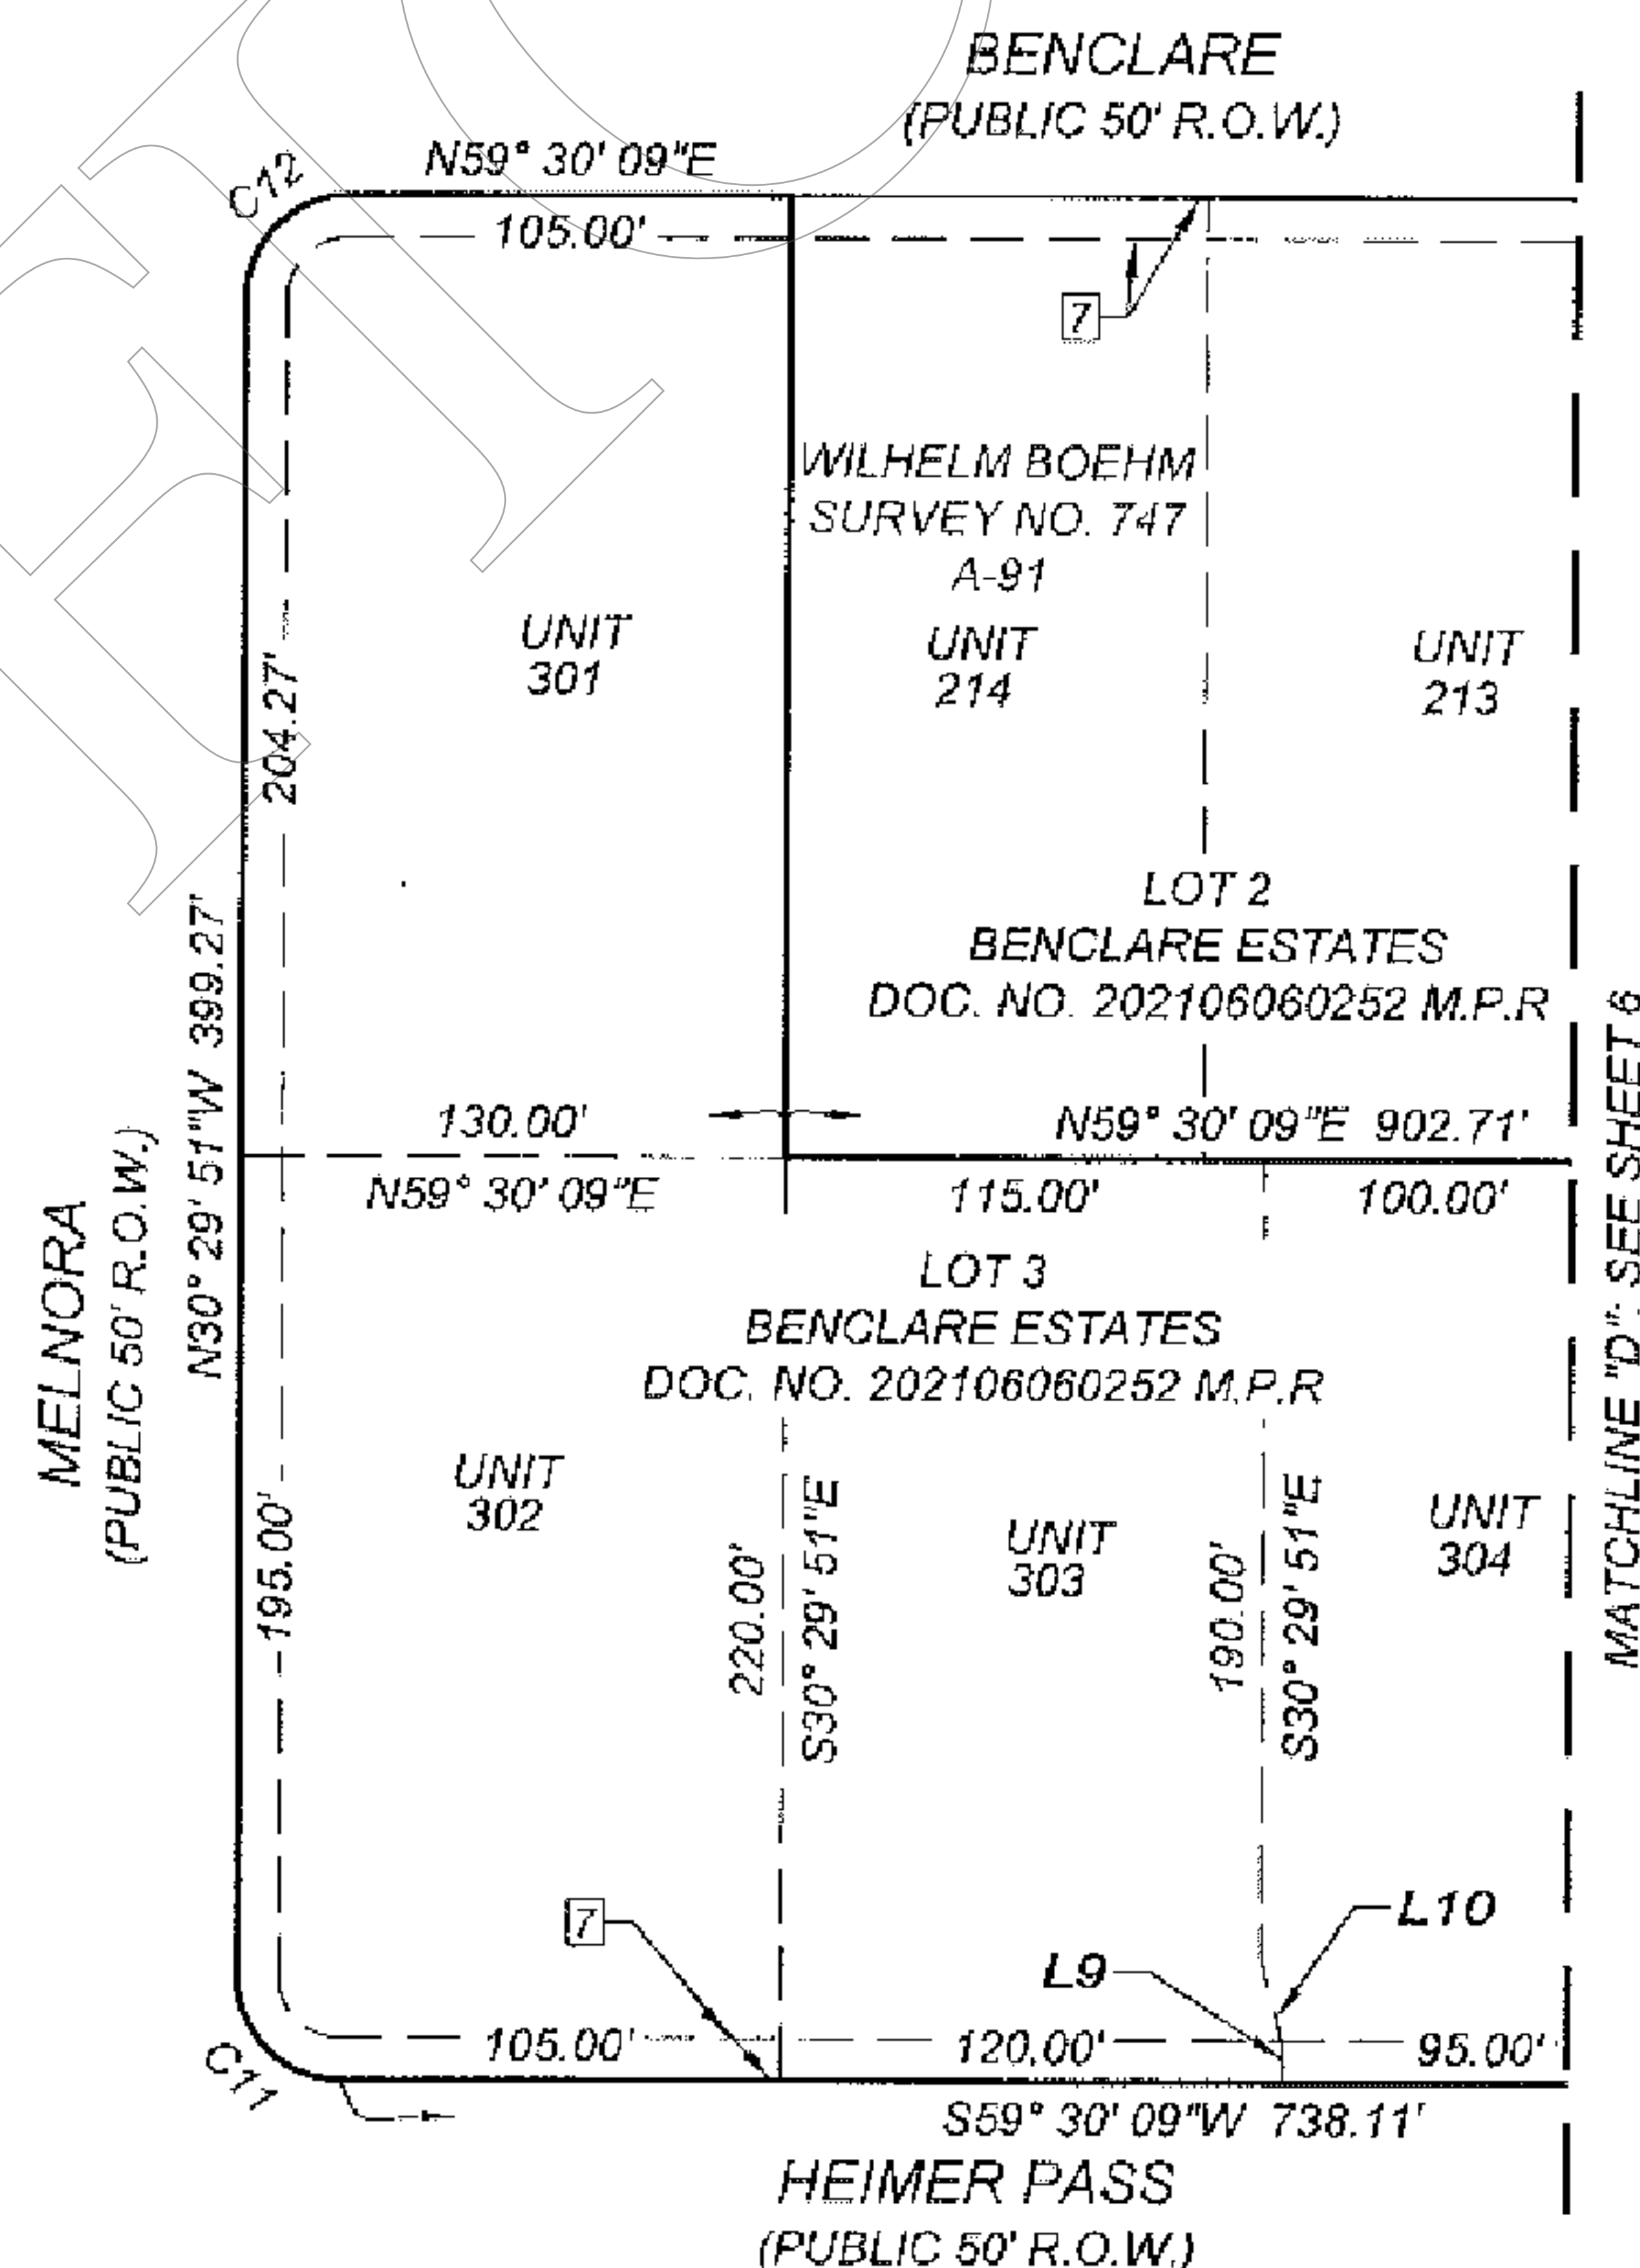 BENCLARE
(PUBLIC 50' R.O.W.)
N59° 30' 09"E
C12
105.00'
7
WILHELM BOEHM
SURVEY NO. 747
A-91
UNIT
301
UNIT
214
UNIT
213
204.27'
LOT 2
BENCLARE ESTATES
DOC. NO. 202106060252 M.P.R
N30° 29' 51"W 399.27'
130.00'
N59° 30' 09"E 902.71'
N59° 30' 09"E
115.00'
100.00'
MELNORA
(PUBLIC 50' R.O.W.)
MATCHLINE "D": SEE SHEET 6
LOT 3
BENCLARE ESTATES
DOC. NO. 202106060252 M.P.R
UNIT
302
UNIT
303
UNIT
304
195.00'
220.00'
S30° 29' 51"E
190.00'
S30° 29' 51"E
7
L10
L9
105.00'
120.00'
95.00'
C11
S59° 30' 09"W 738.11'
HEIMER PASS
(PUBLIC 50' R.O.W.)